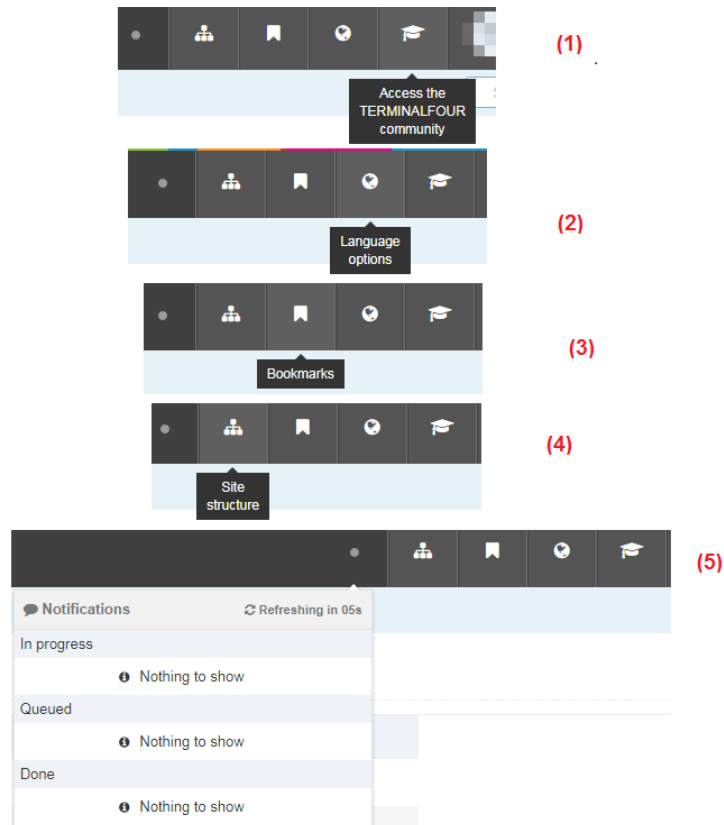 (1)
Access the
TERMINALFOUR
community
(2)
Language
options
(3)
Bookmarks
(4)
Site
structure
(5)
Notifications
Refreshing in 05s
In progress
Nothing to show
Queued
Nothing to show
Done
Nothing to show